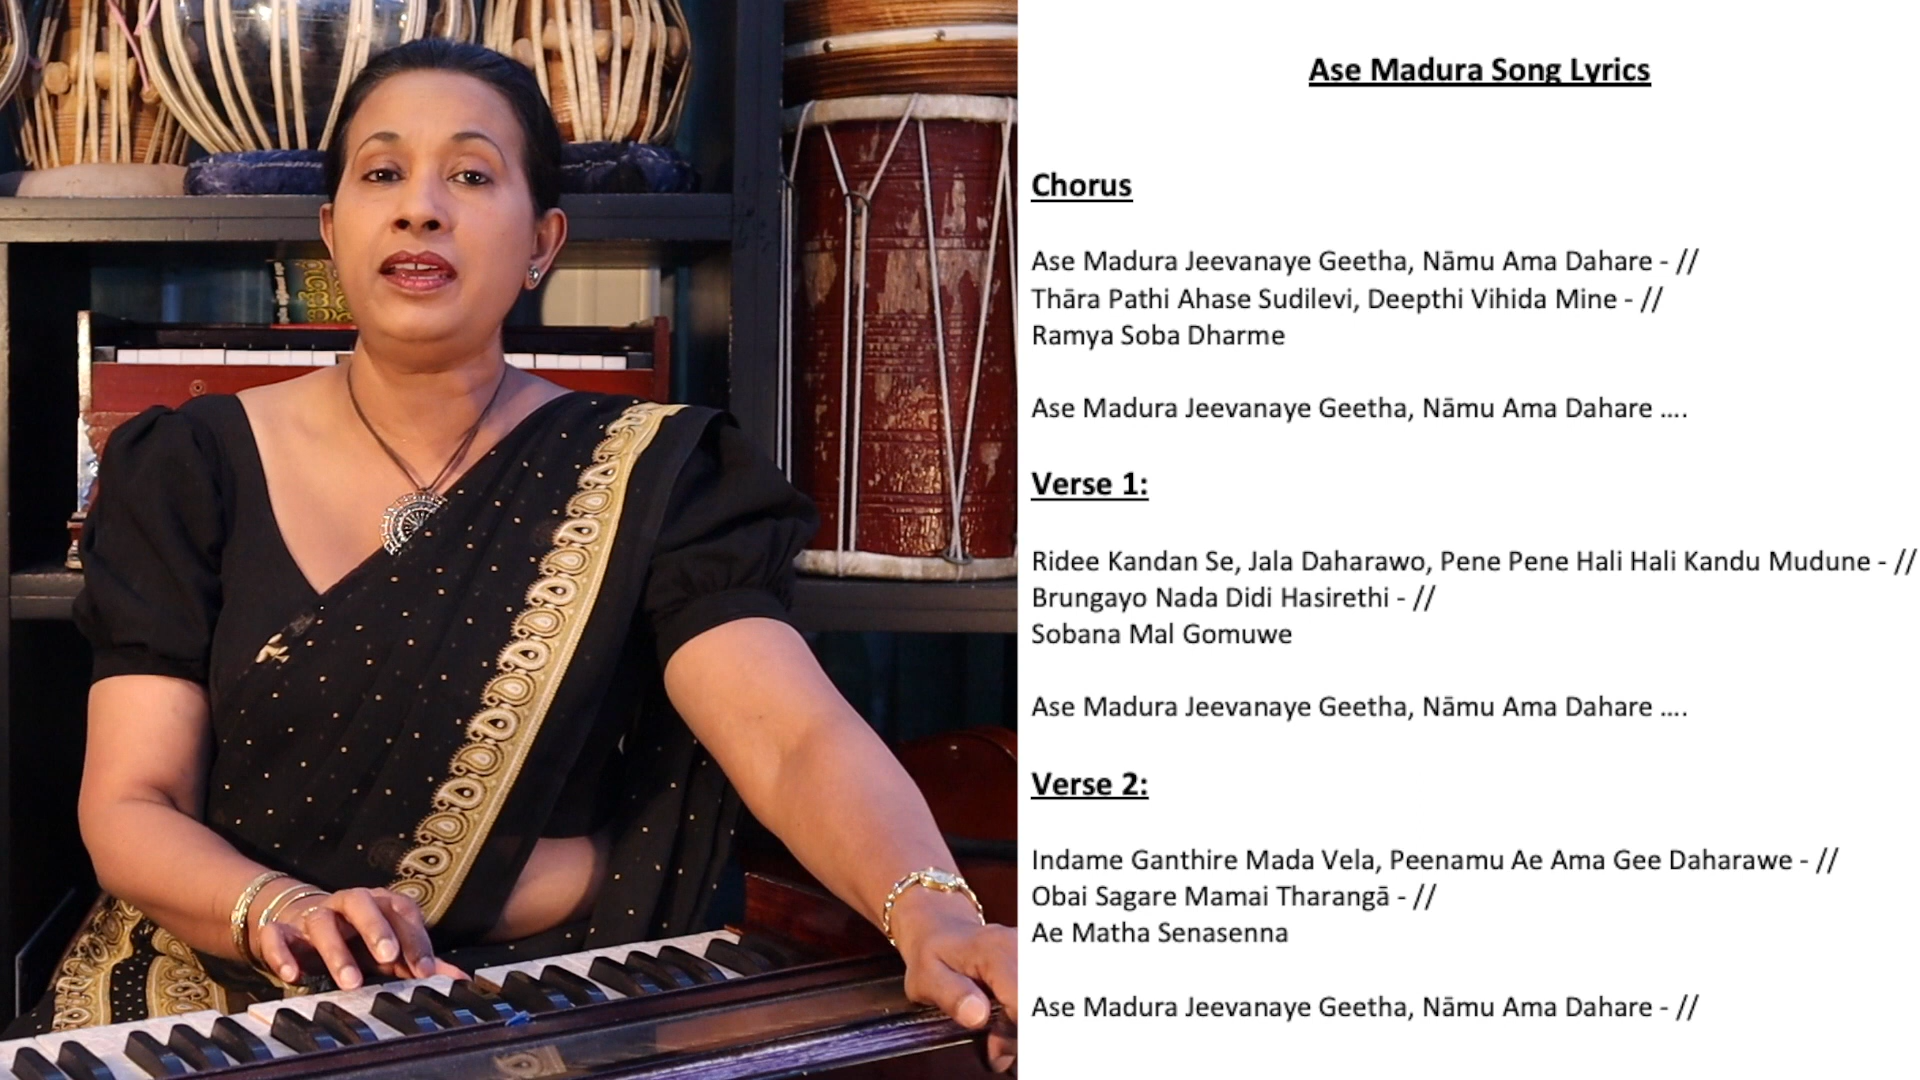 Ase Madura Song Lyrics
Chorus
Ase Madura Jeevanaye Geetha, Nāmu Ama Dahare - //
Thāra Pathi Ahase Sudilevi, Deepthi Vihida Mine - //
Ramya Soba Dharme
Ase Madura Jeevanaye Geetha, Nāmu Ama Dahare ....
Verse 1:
Ridee Kandan Se, Jala Daharawo, Pene Pene Hali Hali Kandu Mudune - //
Brungayo Nada Didi Hasirethi - //
Sobana Mal Gomuwe
Ase Madura Jeevanaye Geetha, Nāmu Ama Dahare ....
Verse 2:
Indame Ganthire Mada Vela, Peenamu Ae Ama Gee Daharawe - //
Obai Sagare Mamai Tharangā - //
Ae Matha Senasenna
Ase Madura Jeevanaye Geetha, Nāmu Ama Dahare - //